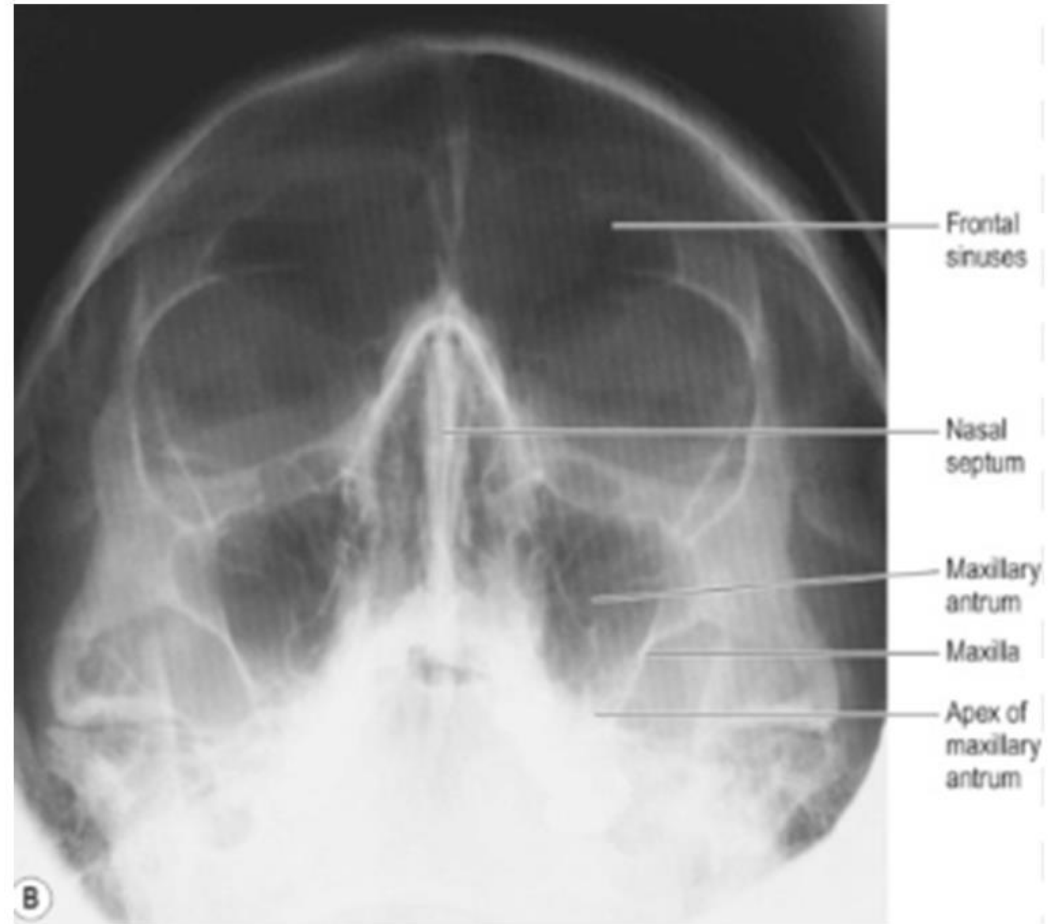 Frontal
sinuses
Nasal
septum
Maxillary
antrum
Maxilla
Apex of
maxillary
antrum
B